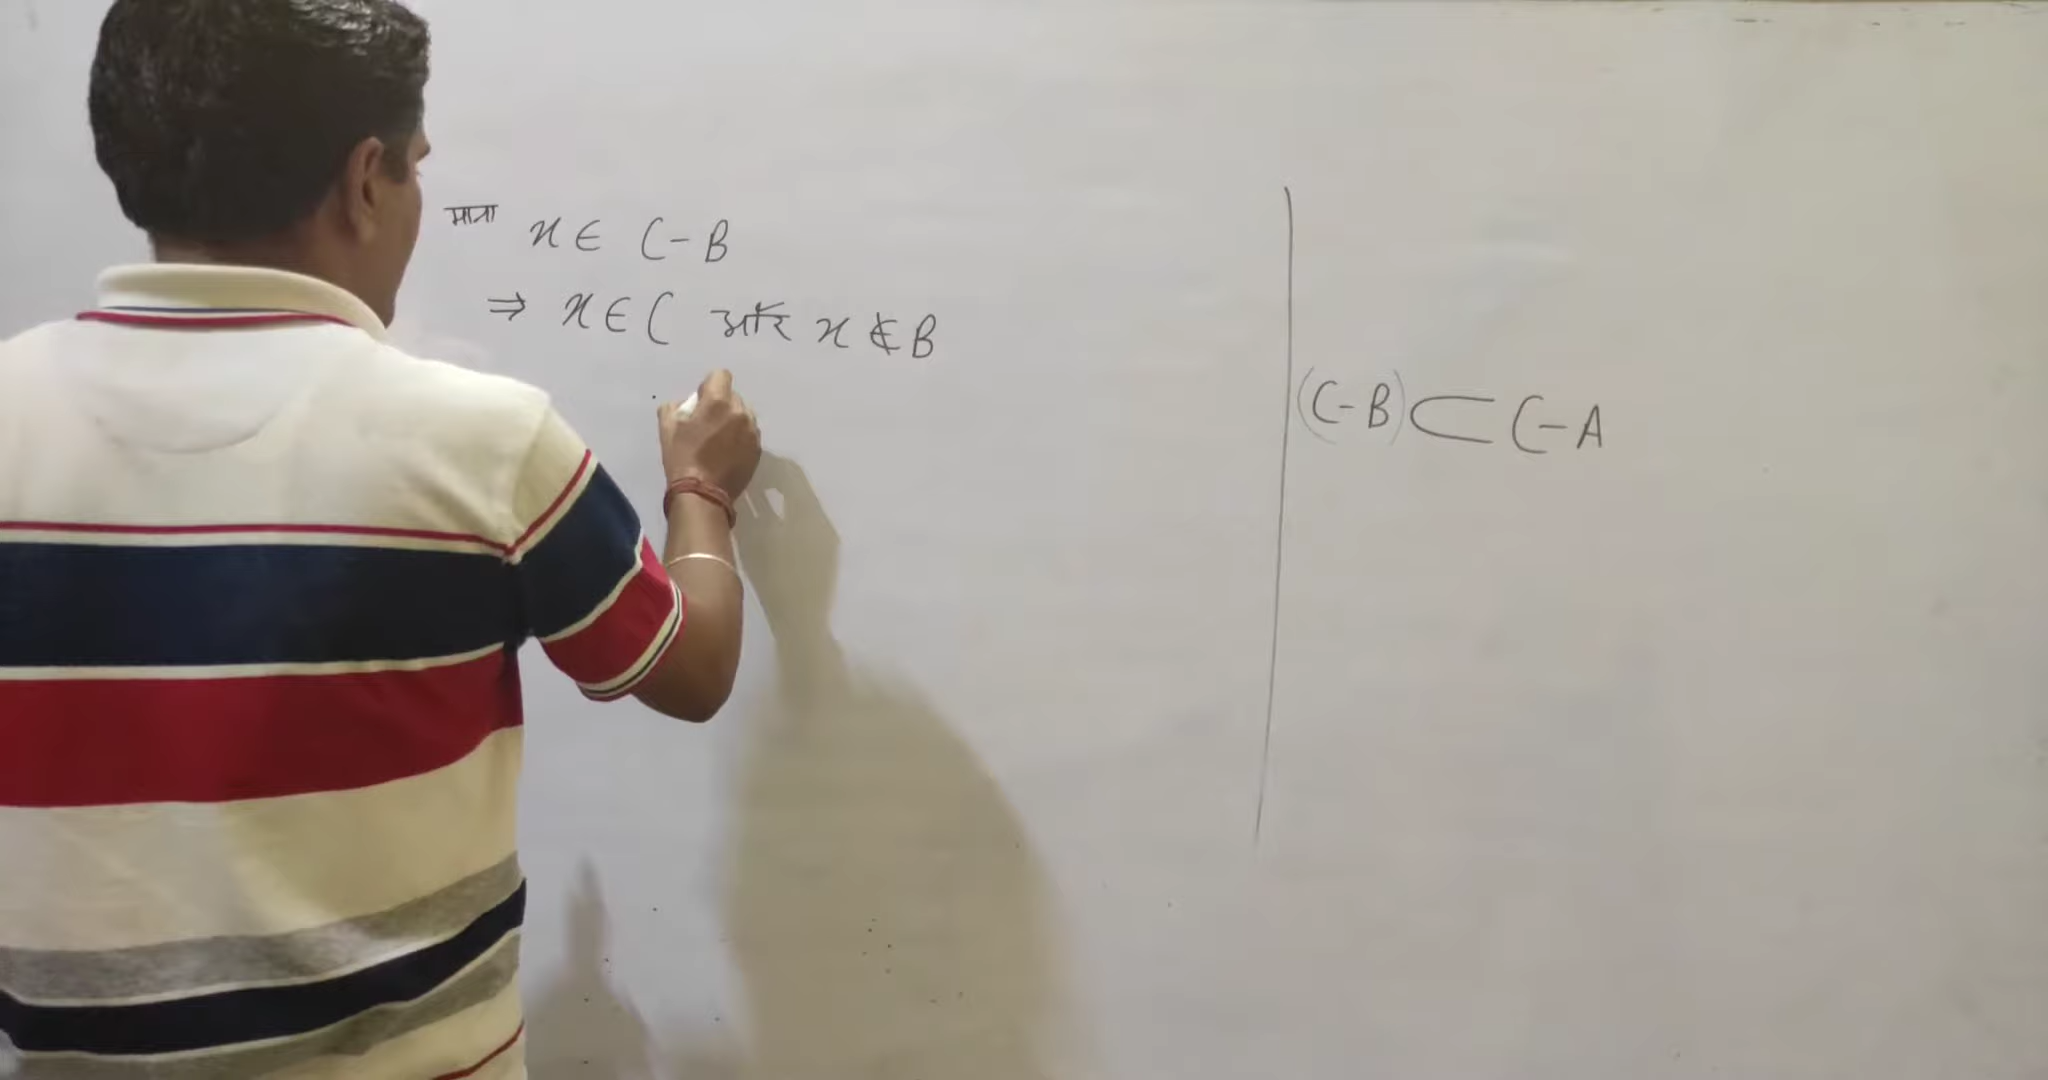 माना x ∈ C - B
⇒ x ∈ C और x ∉ B
(C-B) ⊂ C-A